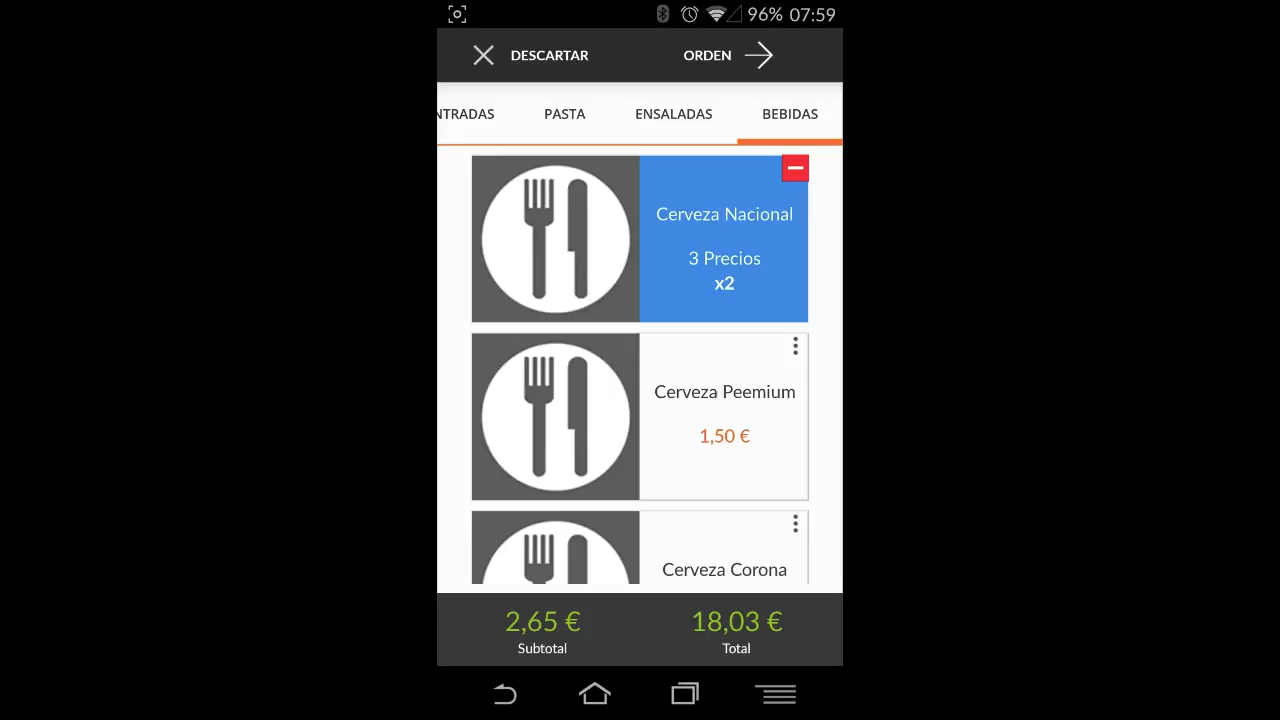 96% 07:59
DESCARTAR ORDEN
NTRADAS PASTA ENSALADAS BEBIDAS
Cerveza Nacional
3 Precios
x2
Cerveza Peemium
1,50 €
Cerveza Corona
2,65 € 18,03 €
Subtotal Total